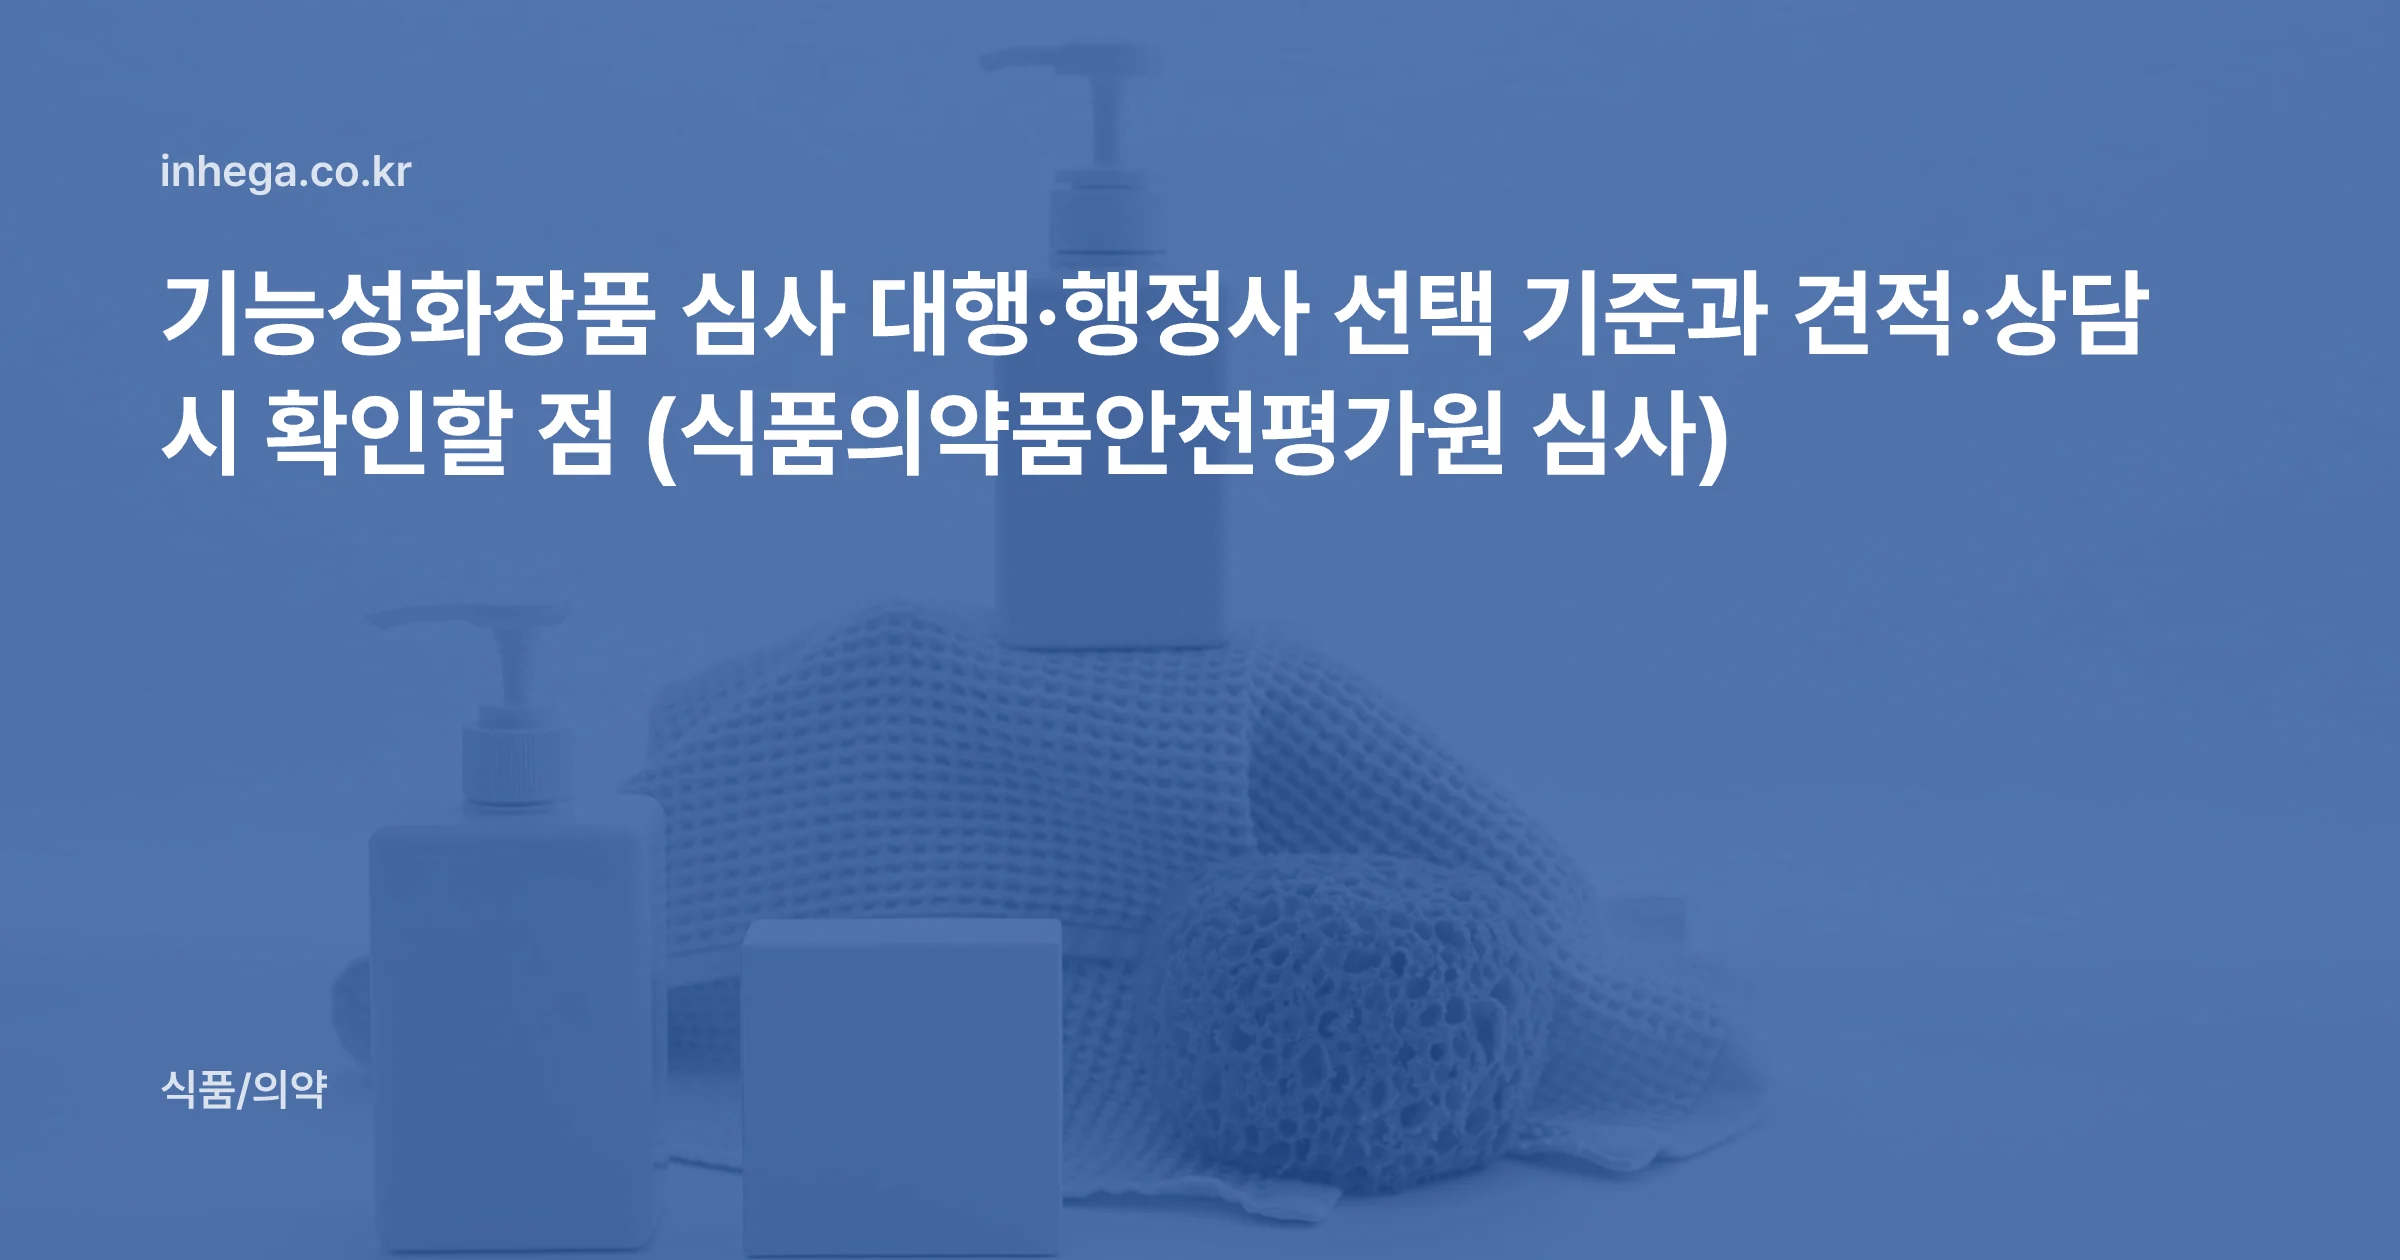 inhega.co.kr
기능성화장품 심사 대행·행정사 선택 기준과 견적·상담
시 확인할 점 (식품의약품안전평가원 심사)
식품/의약